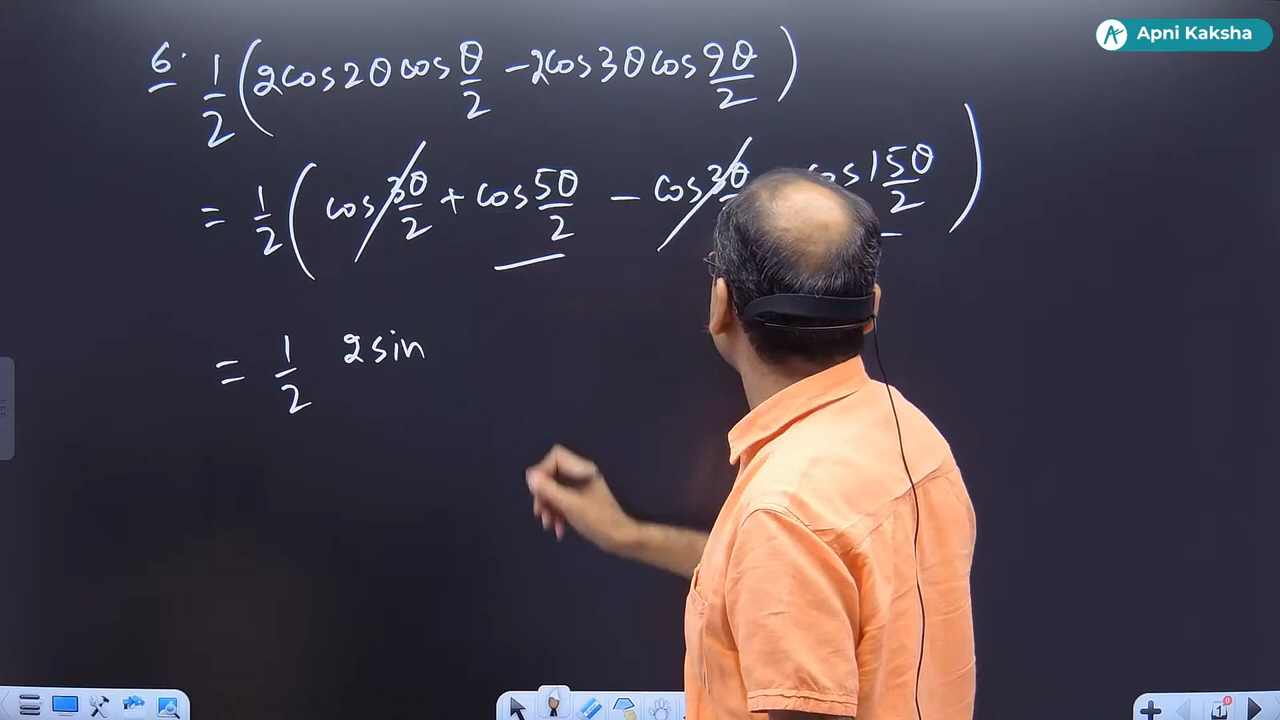 Apni Kaksha
6. 1/2 (2cos2θ cos θ/2 - 2cos3θ cos 9θ/2)
= 1/2 (cos 3θ/2 + cos 5θ/2 - cos 3θ cos 15θ/2)
= 1/2 2sin
1